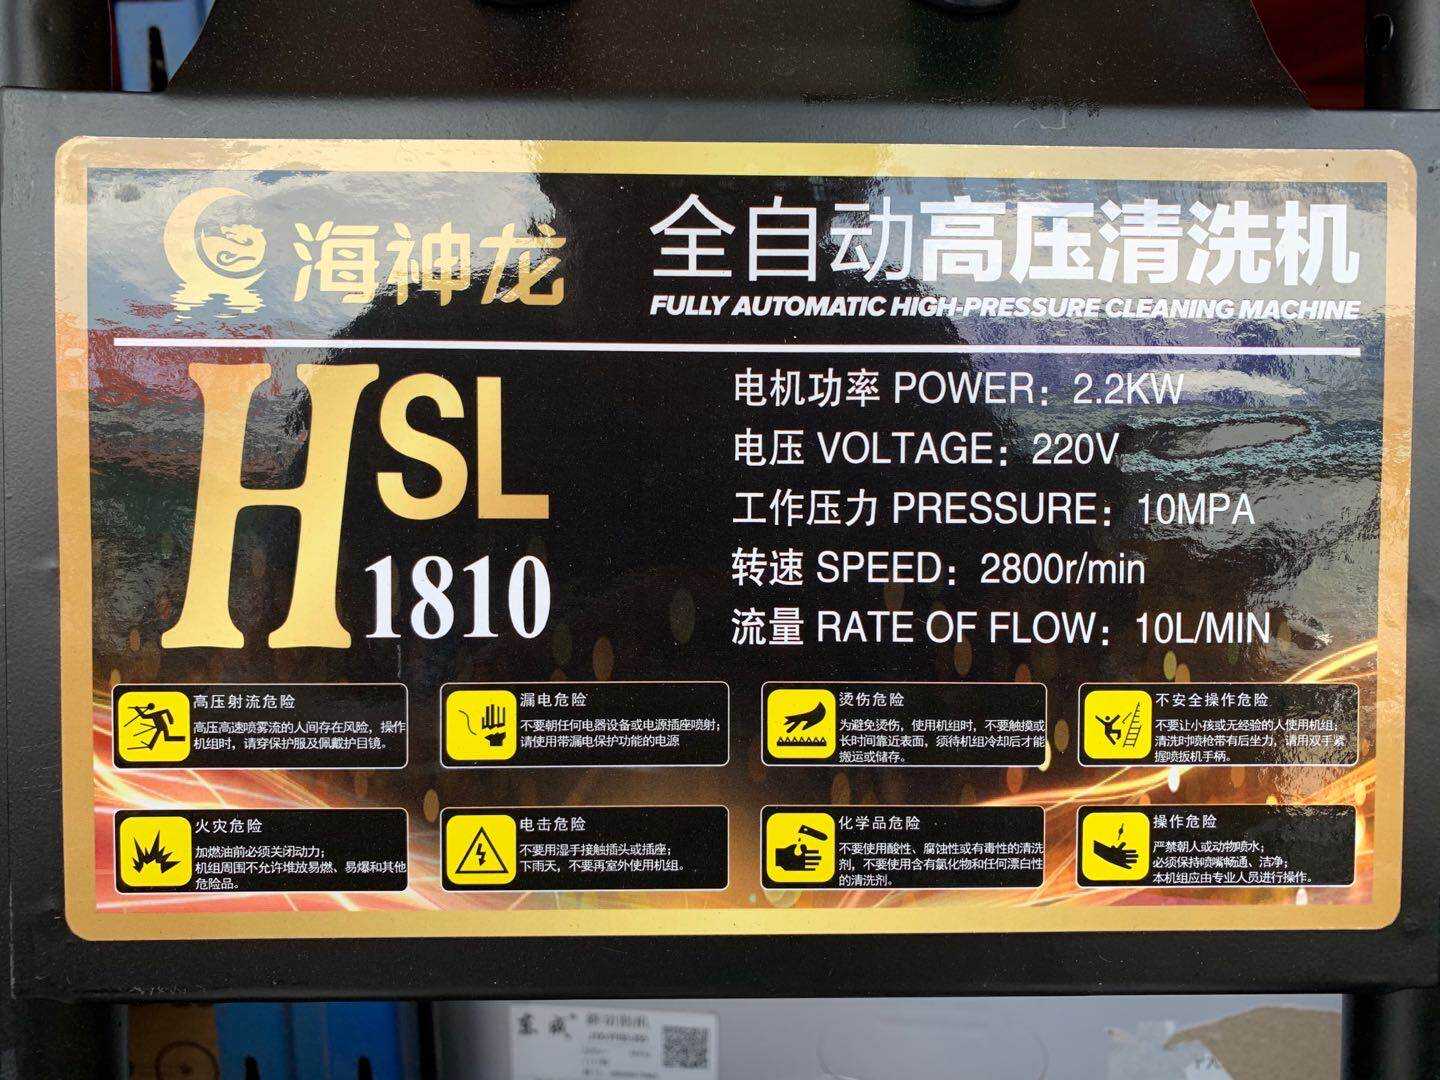 海神龙
全自动高压清洗机
FULLY AUTOMATIC HIGH-PRESSURE CLEANING MACHINE
HSL
1810
电机功率 POWER：2.2KW
电压 VOLTAGE：220V
工作压力 PRESSURE：10MPA
转速 SPEED：2800r/min
流量 RATE OF FLOW：10L/MIN
高压射流危险
高压高速喷雾流的人间存在风险，操作
机组时，请穿保护服及佩戴护目镜。
漏电危险
不要朝任何电器设备或电源插座喷射；
请使用带漏电保护功能的电源
烫伤危险
为避免烫伤，使用机组时，不要触摸或
长时间靠近表面，须待机组冷却后才能
搬运或储存。
不安全操作危险
不要让小孩或无经验的人使用机组；
清洗时喷枪带有后坐力，请用双手紧
握喷扳机手柄。
火灾危险
加燃油前必须关闭动力；
机组周围不允许堆放易燃、易爆和其他
危险品。
电击危险
不要用湿手接触插头或插座；
下雨天，不要再室外使用机组。
化学品危险
不要使用酸性、腐蚀性或有毒性的清洗
剂，不要使用含有氯化物和任何漂白性
的清洗剂。
操作危险
严禁朝人或动物喷水；
必须保持喷嘴畅通、洁净；
本机组应由专业人员进行操作。
东成